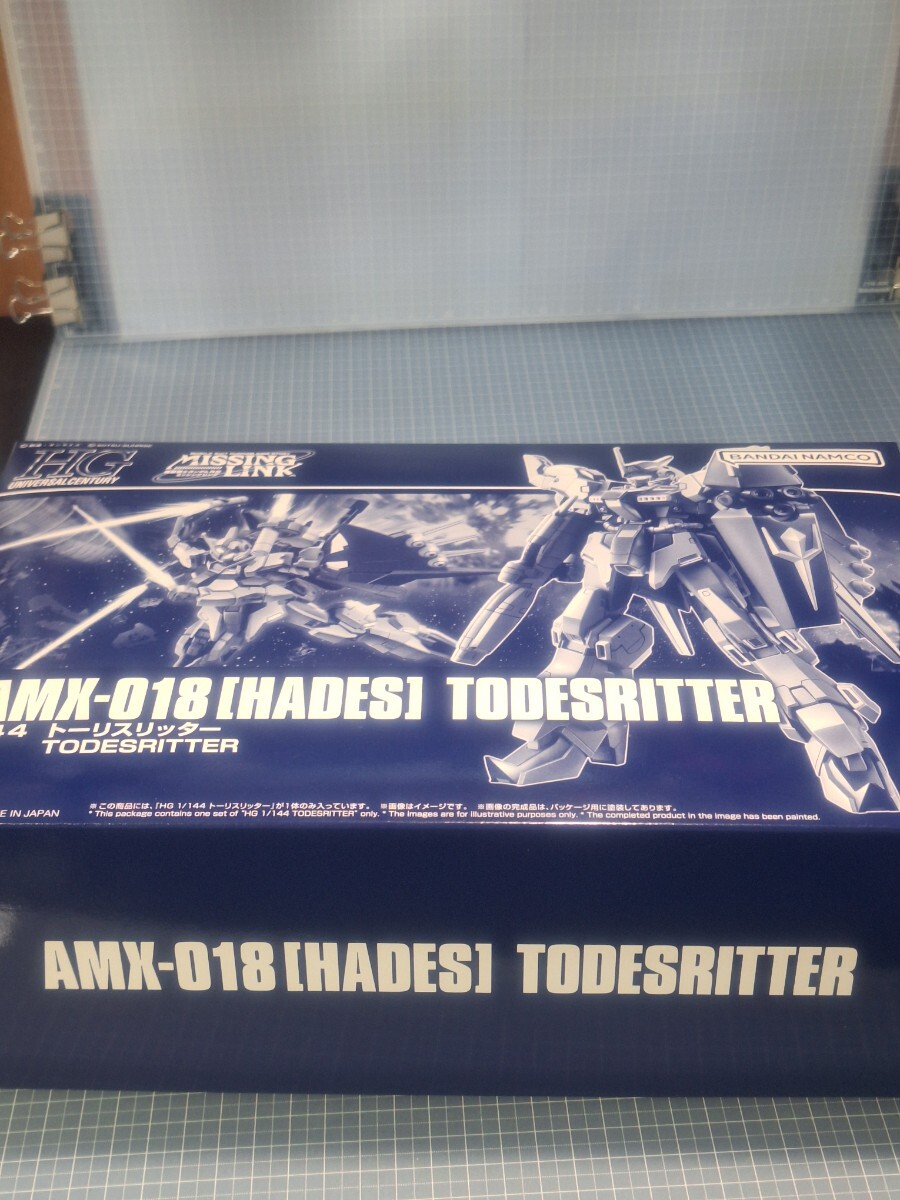 HG
UNIVERSAL CENTURY
MISSING
LINK
BANDAI NAMCO
AMX-018 [HADES] TODESRITTER
44 トーリスリッター
TODESRITTER
E IN JAPAN
※この商品には、「HG 1/144 トーリスリッター」が1体のみ入っています。 ※画像はイメージです。 ※画像の完成品は、パッケージ用に塗装してあります。
* This package contains one set of "HG 1/144 TODESRITTER" only. * The images are for illustrative purposes only. * The completed product in the image has been painted.
AMX-018 [HADES] TODESRITTER